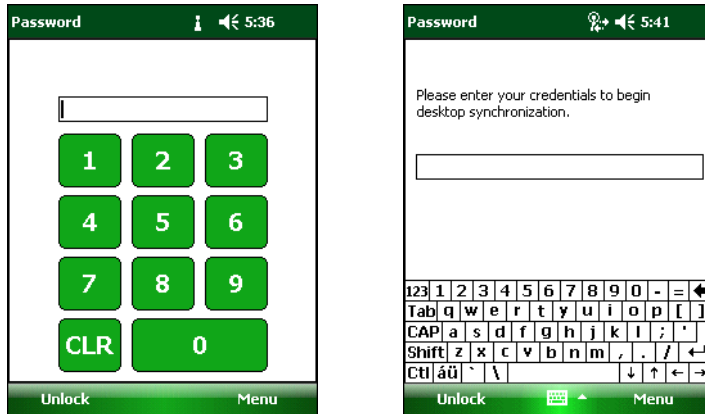 Password 5:36
1 2 3
4 5 6
7 8 9
CLR 0
Unlock Menu
Password 5:41
Please enter your credentials to begin
desktop synchronization.
123 1 2 3 4 5 6 7 8 9 0 - =
Tab q w e r t y u i o p [ ]
CAP a s d f g h j k l ; '
Shift z x c v b n m , . /
Ctl áü ` \ ↓ ↑ ← →
Unlock Menu